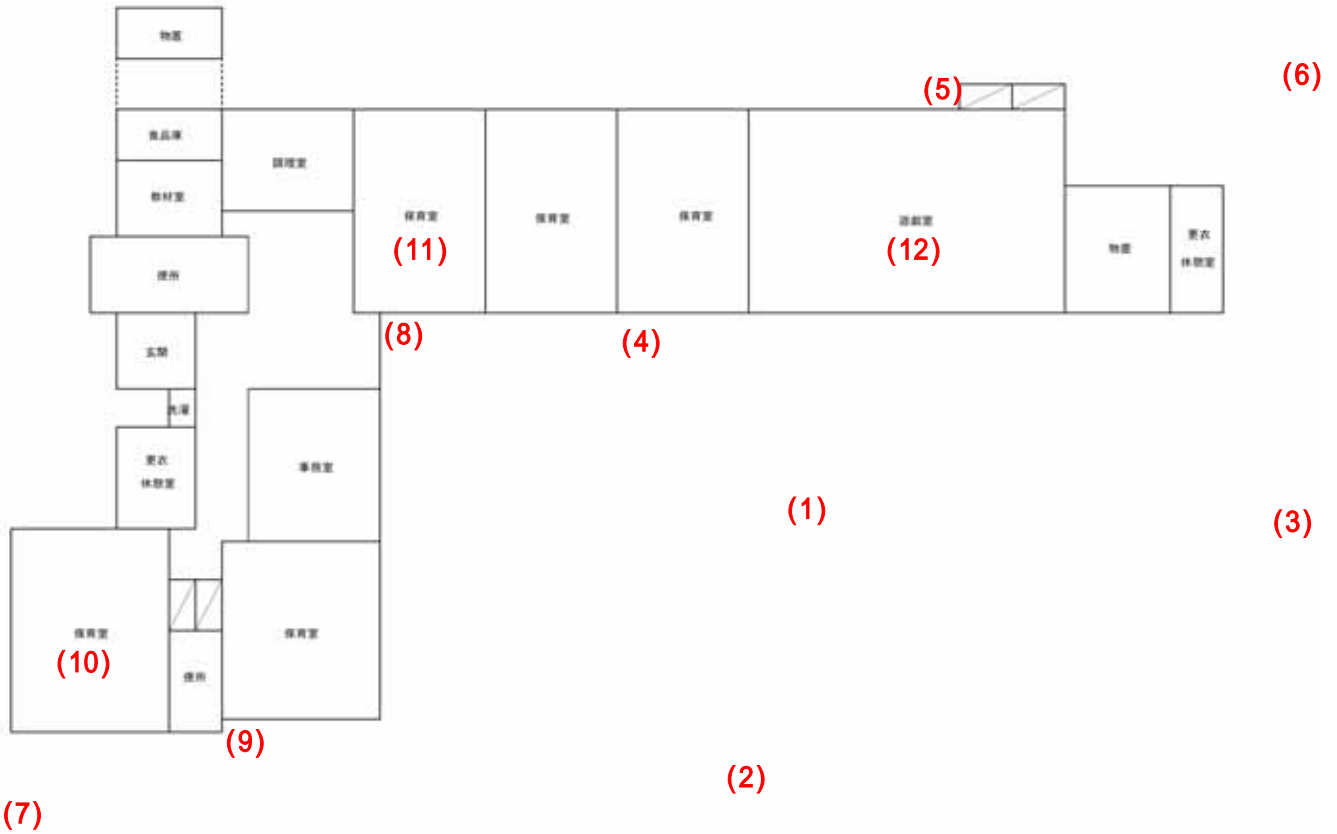 物置
(5)
(6)
食品庫
調理室
教材室
保育室
保育室
保育室
遊戯室
(11)
(12)
物置
更衣
休憩室
便所
(8)
(4)
玄関
洗濯
更衣
休憩室
事務室
(1)
(3)
保育室
(10)
保育室
便所
(9)
(2)
(7)